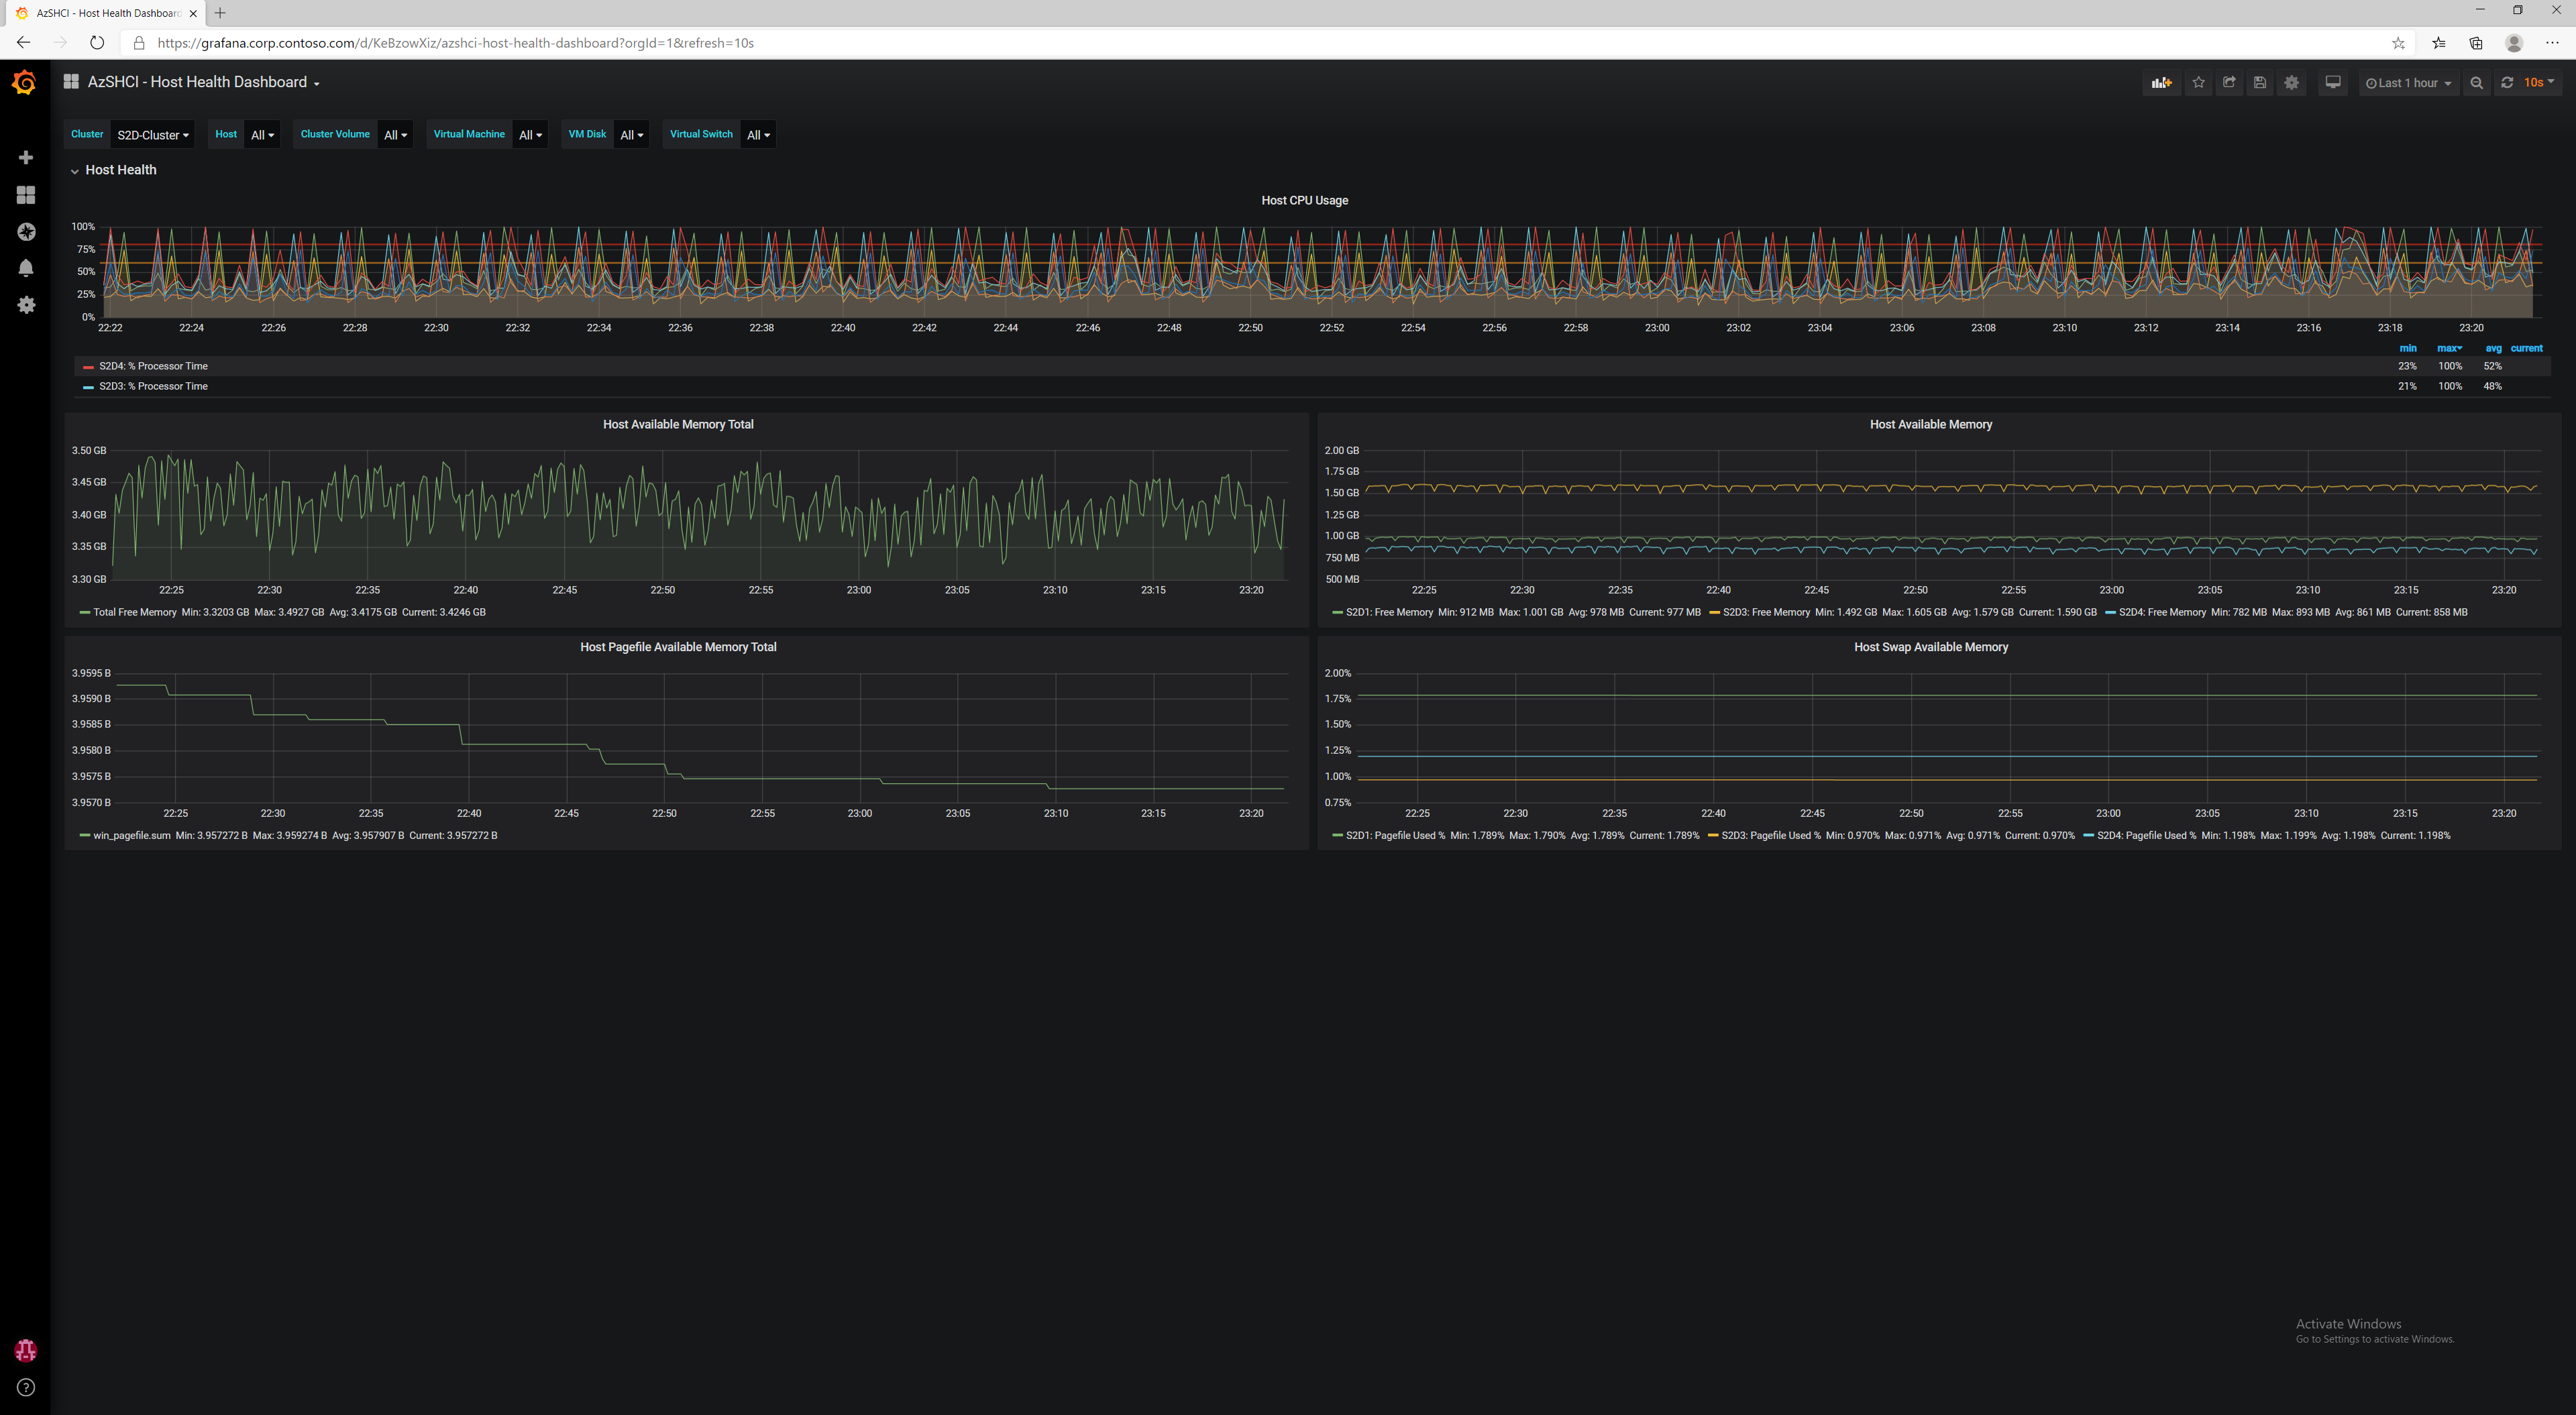 AzSHCI - Host Health Dashboard
https://grafana.corp.contoso.com/d/KeBzowXiz/azshci-host-health-dashboard?orgId=1&refresh=10s
AzSHCI - Host Health Dashboard
Last 1 hour
10s
Cluster S2D-Cluster Host All Cluster Volume All Virtual Machine All VM Disk All Virtual Switch All
Host Health
Host CPU Usage
100%
75%
50%
25%
0%
22:22 22:24 22:26 22:28 22:30 22:32 22:34 22:36 22:38 22:40 22:42 22:44 22:46 22:48 22:50 22:52 22:54 22:56 22:58 23:00 23:02 23:04 23:06 23:08 23:10 23:12 23:14 23:16 23:18 23:20
min max avg current
S2D4: % Processor Time 23% 100% 52%
S2D3: % Processor Time 21% 100% 48%
Host Available Memory Total
3.50 GB
3.45 GB
3.40 GB
3.35 GB
3.30 GB
22:25 22:30 22:35 22:40 22:45 22:50 22:55 23:00 23:05 23:10 23:15 23:20
Total Free Memory Min: 3.3203 GB Max: 3.4927 GB Avg: 3.4175 GB Current: 3.4246 GB
Host Available Memory
2.00 GB
1.75 GB
1.50 GB
1.25 GB
1.00 GB
750 MB
500 MB
22:25 22:30 22:35 22:40 22:45 22:50 22:55 23:00 23:05 23:10 23:15 23:20
S2D1: Free Memory Min: 912 MB Max: 1.001 GB Avg: 978 MB Current: 977 MB S2D3: Free Memory Min: 1.492 GB Max: 1.605 GB Avg: 1.579 GB Current: 1.590 GB S2D4: Free Memory Min: 782 MB Max: 893 MB Avg: 861 MB Current: 858 MB
Host Pagefile Available Memory Total
3.9595 B
3.9590 B
3.9585 B
3.9580 B
3.9575 B
3.9570 B
22:25 22:30 22:35 22:40 22:45 22:50 22:55 23:00 23:05 23:10 23:15 23:20
win_pagefile.sum Min: 3.957272 B Max: 3.959274 B Avg: 3.957907 B Current: 3.957272 B
Host Swap Available Memory
2.00%
1.75%
1.50%
1.25%
1.00%
0.75%
22:25 22:30 22:35 22:40 22:45 22:50 22:55 23:00 23:05 23:10 23:15 23:20
S2D1: Pagefile Used % Min: 1.789% Max: 1.790% Avg: 1.789% Current: 1.789% S2D3: Pagefile Used % Min: 0.970% Max: 0.971% Avg: 0.971% Current: 0.970% S2D4: Pagefile Used % Min: 1.198% Max: 1.199% Avg: 1.198% Current: 1.198%
Activate Windows
Go to Settings to activate Windows.